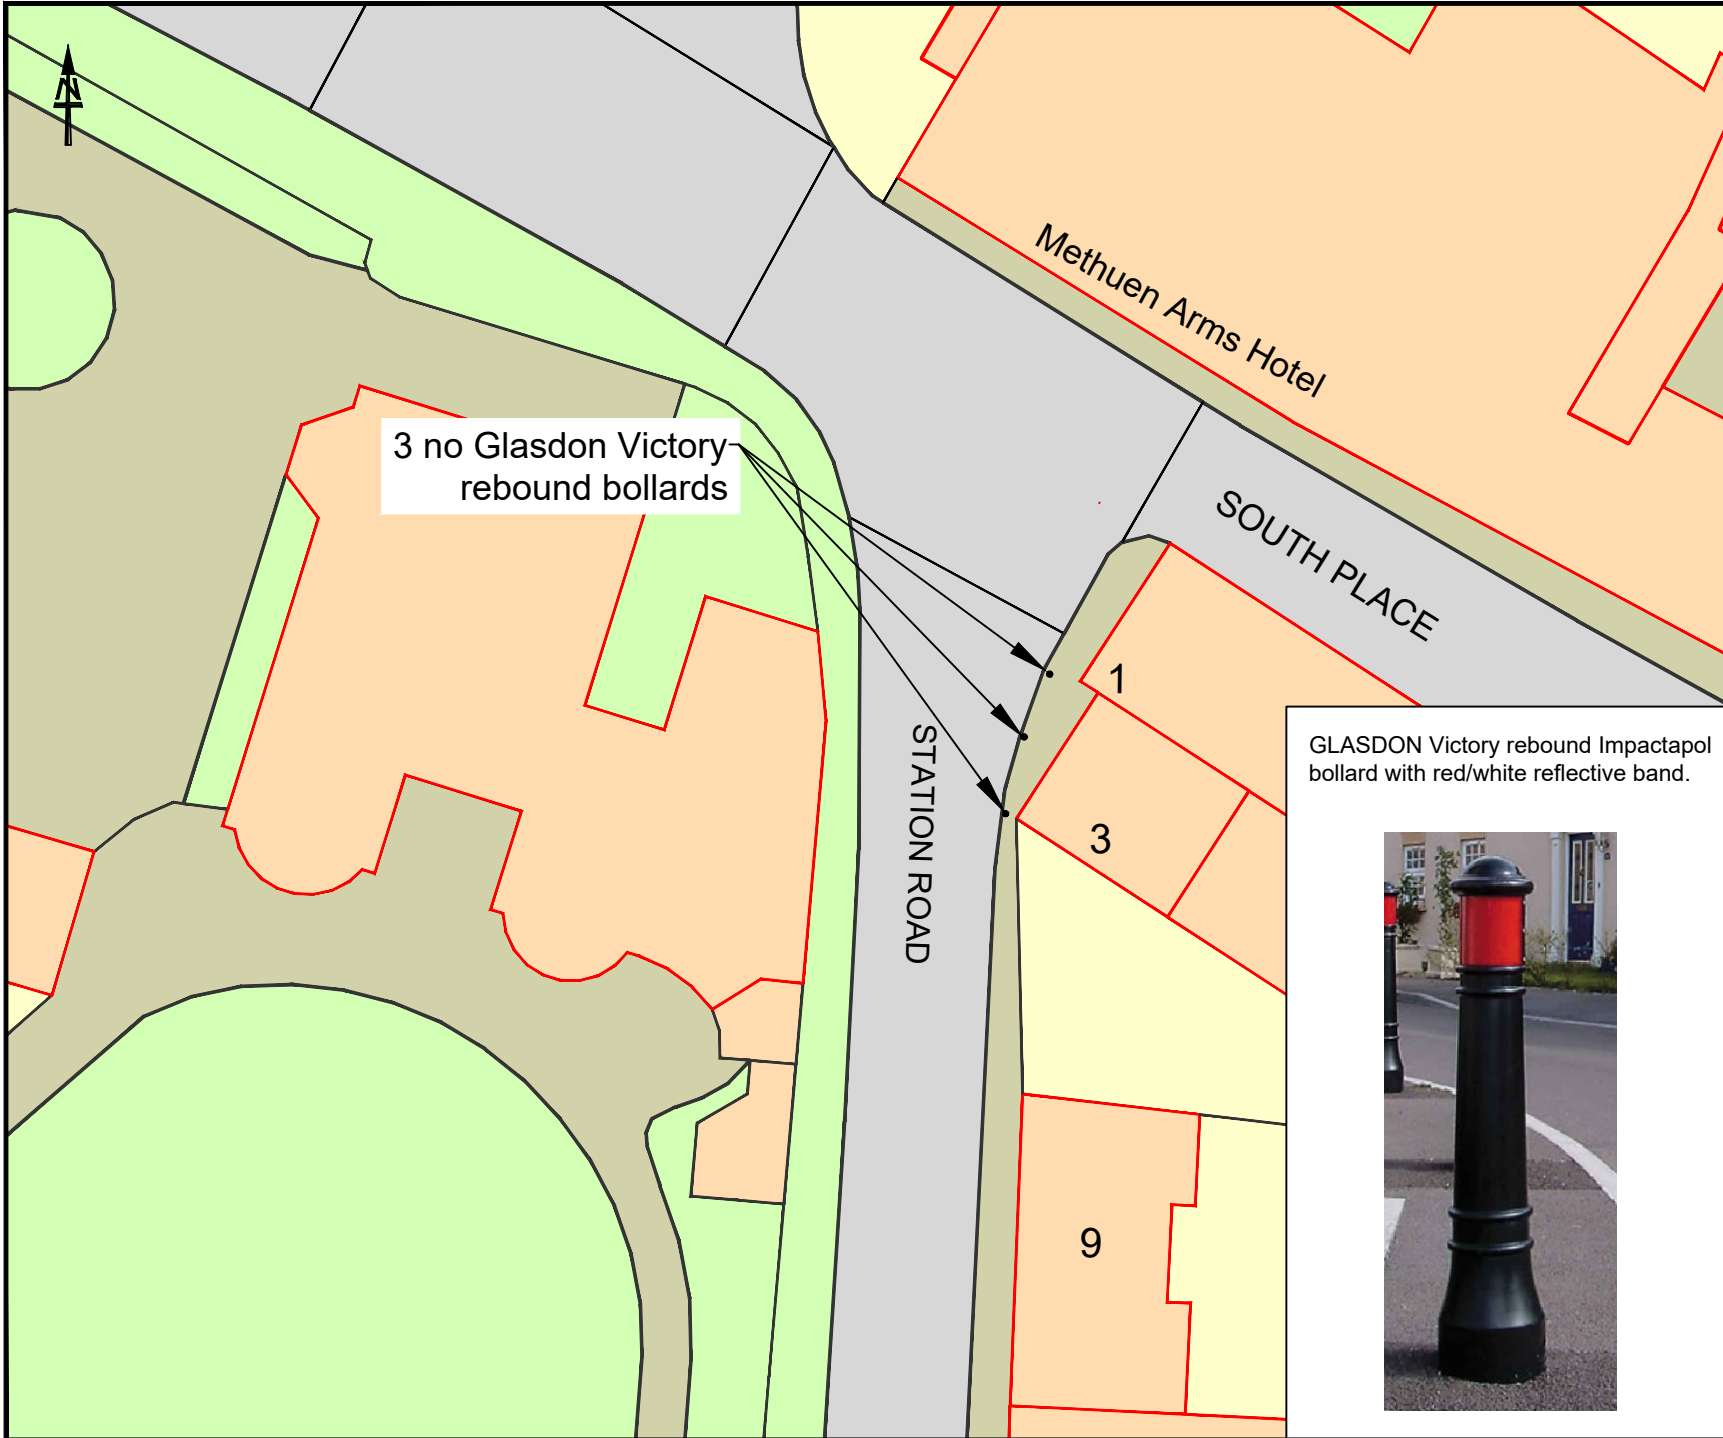 N
Methuen Arms Hotel
3 no Glasdon Victory
rebound bollards
SOUTH PLACE
1
STATION ROAD
3
9
GLASDON Victory rebound Impactapol
bollard with red/white reflective band.